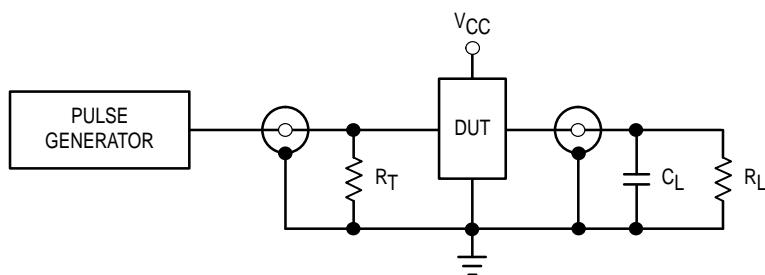 VCC
PULSE
GENERATOR
DUT
RT
CL
RL